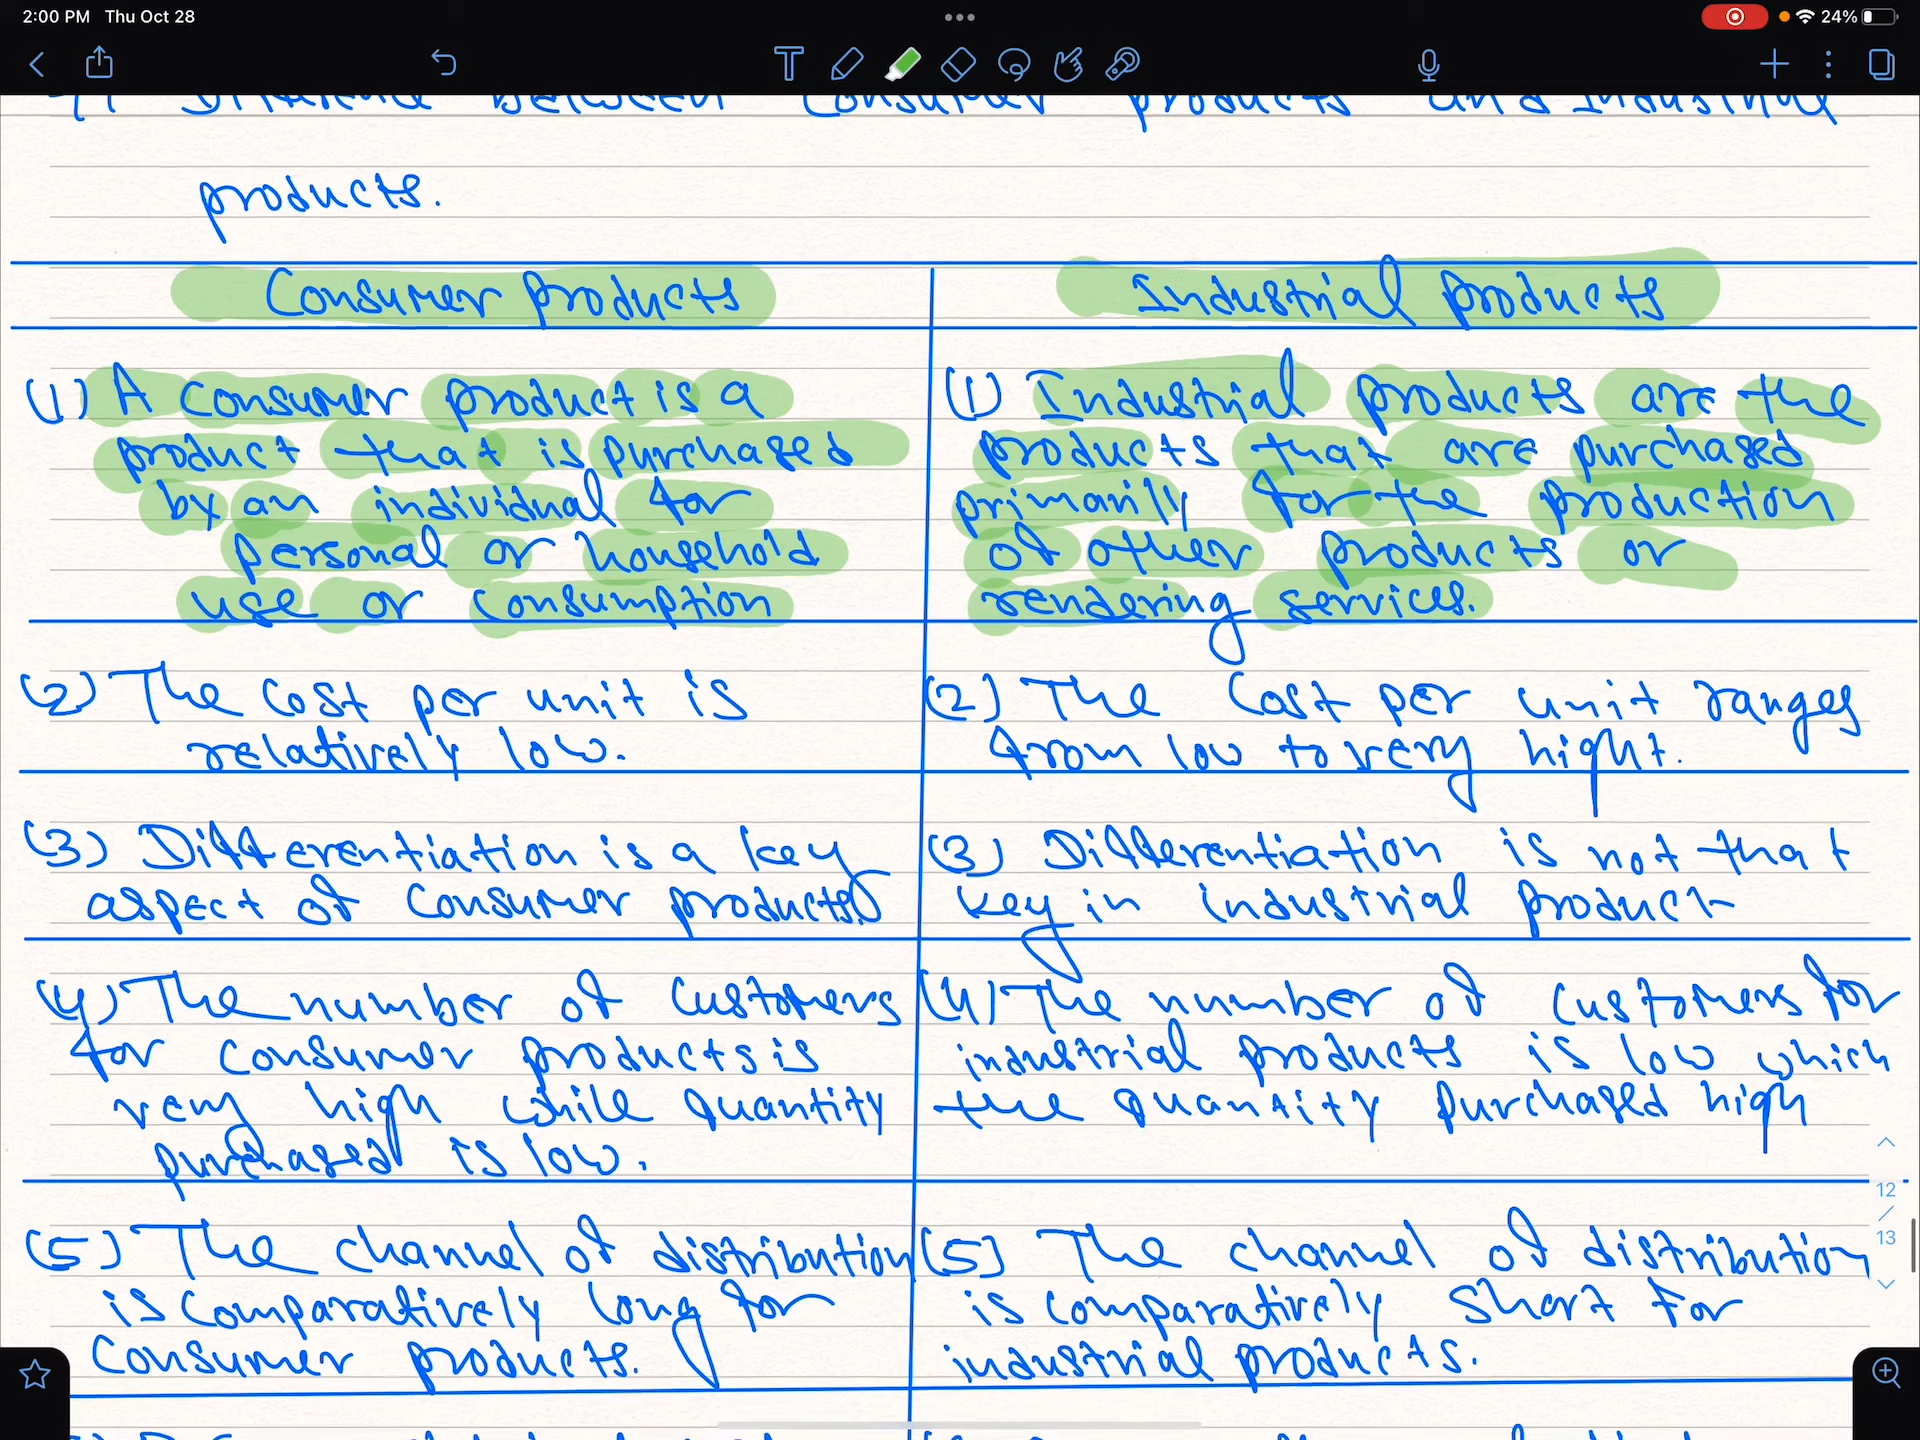 2:00 PM Thu Oct 28
24%
Difference between Consumer products and Industrial
products.
Consumer products
Industrial products
(1) A consumer product is a
product that is purchased
by an individual for
personal or household
use or consumption
(1) Industrial products are the
products that are purchased
primarily for the production
of other products or
rendering services.
(2) The cost per unit is
relatively low.
(2) The cost per unit ranges
from low to very hight.
(3) Differentiation is a key
aspect of consumer products.
(3) Differentiation is not that
key in industrial product
(4) The number of customers
for consumer products is
very high while quantity
purchased is low.
(4) The number of customers for
industrial products is low which
the quantity purchased high
(5) The channel of distribution
is comparatively long for
Consumer products.
(5) The channel of distribution
is comparatively short for
industrial products.
12
/
13